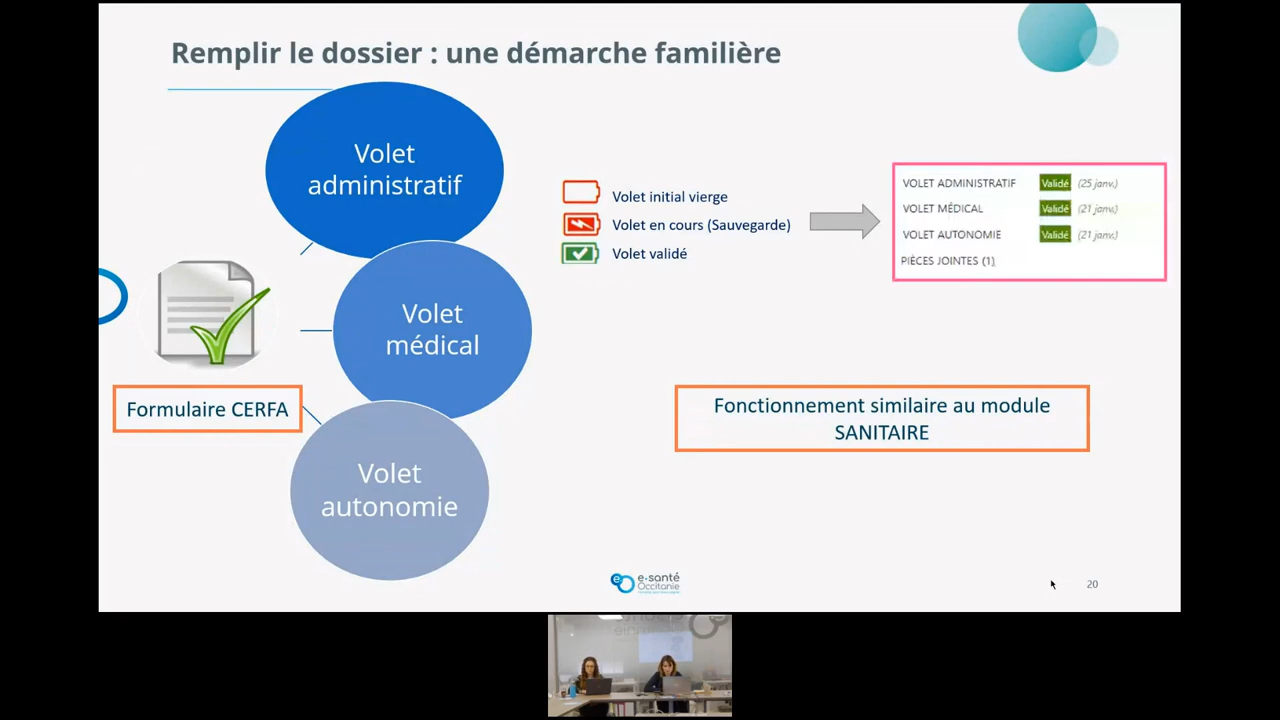 Remplir le dossier : une démarche familière
Volet
administratif
Volet
médical
Volet
autonomie
Formulaire CERFA
Volet initial vierge
Volet en cours (Sauvegarde)
Volet validé
VOLET ADMINISTRATIF Validé (25 janv.)
VOLET MÉDICAL Validé (21 janv.)
VOLET AUTONOMIE Validé (21 janv.)
PIÈCES JOINTES (1)
Fonctionnement similaire au module
SANITAIRE
e-santé
Occitanie
20